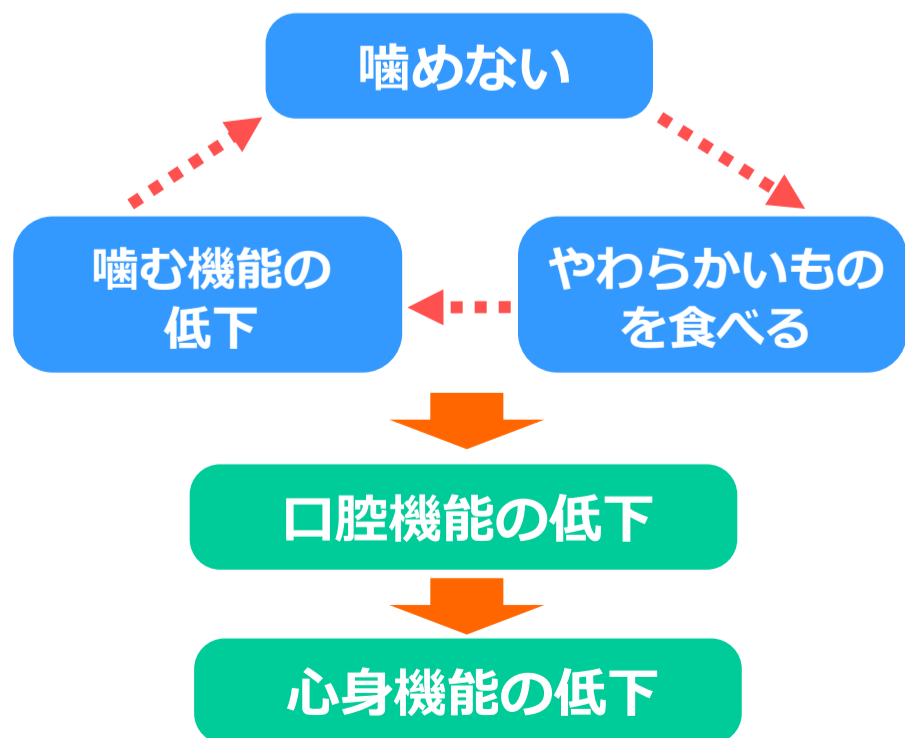 噛めない
噛む機能の
低下
やわらかいもの
を食べる
口腔機能の低下
心身機能の低下